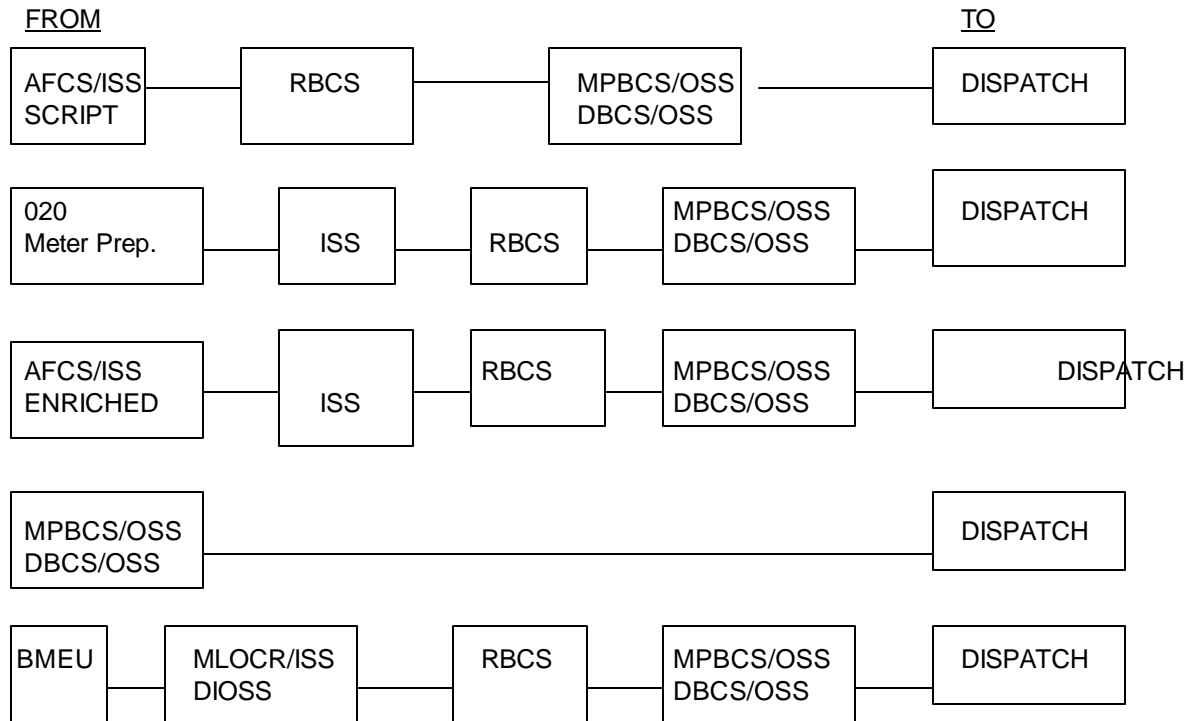 FROM TO
AFCS/ISS RBCS MPBCS/OSS DISPATCH
SCRIPT DBCS/OSS
020 MPBCS/OSS DISPATCH
Meter Prep. ISS RBCS DBCS/OSS
AFCS/ISS RBCS MPBCS/OSS DISPATCH
ENRICHED ISS DBCS/OSS
MPBCS/OSS DISPATCH
DBCS/OSS
BMEU MLOCR/ISS RBCS MPBCS/OSS DISPATCH
DIOSS DBCS/OSS